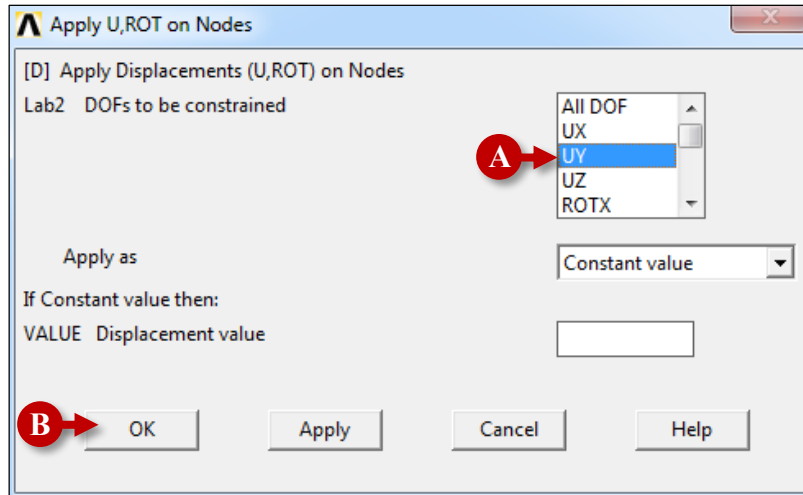 Apply U,ROT on Nodes
[D] Apply Displacements (U,ROT) on Nodes
Lab2 DOFs to be constrained
All DOF
UX
A UY
UZ
ROTX
Apply as Constant value
If Constant value then:
VALUE Displacement value
B OK Apply Cancel Help